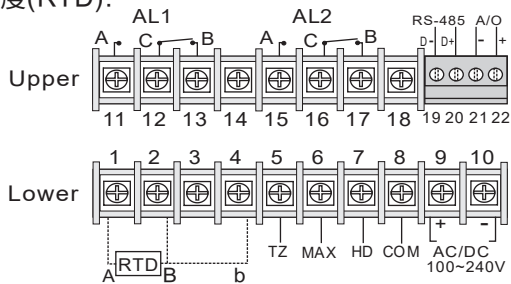 度(RTD):
AL1 AL2 RS-485 A/O
A C B A C B D- D+ - +
Upper
11 12 13 14 15 16 17 18 19 20 21 22
1 2 3 4 5 6 7 8 9 10
Lower
+ -
TZ MAX HD COM AC/DC
RTD 100~240V
A B b